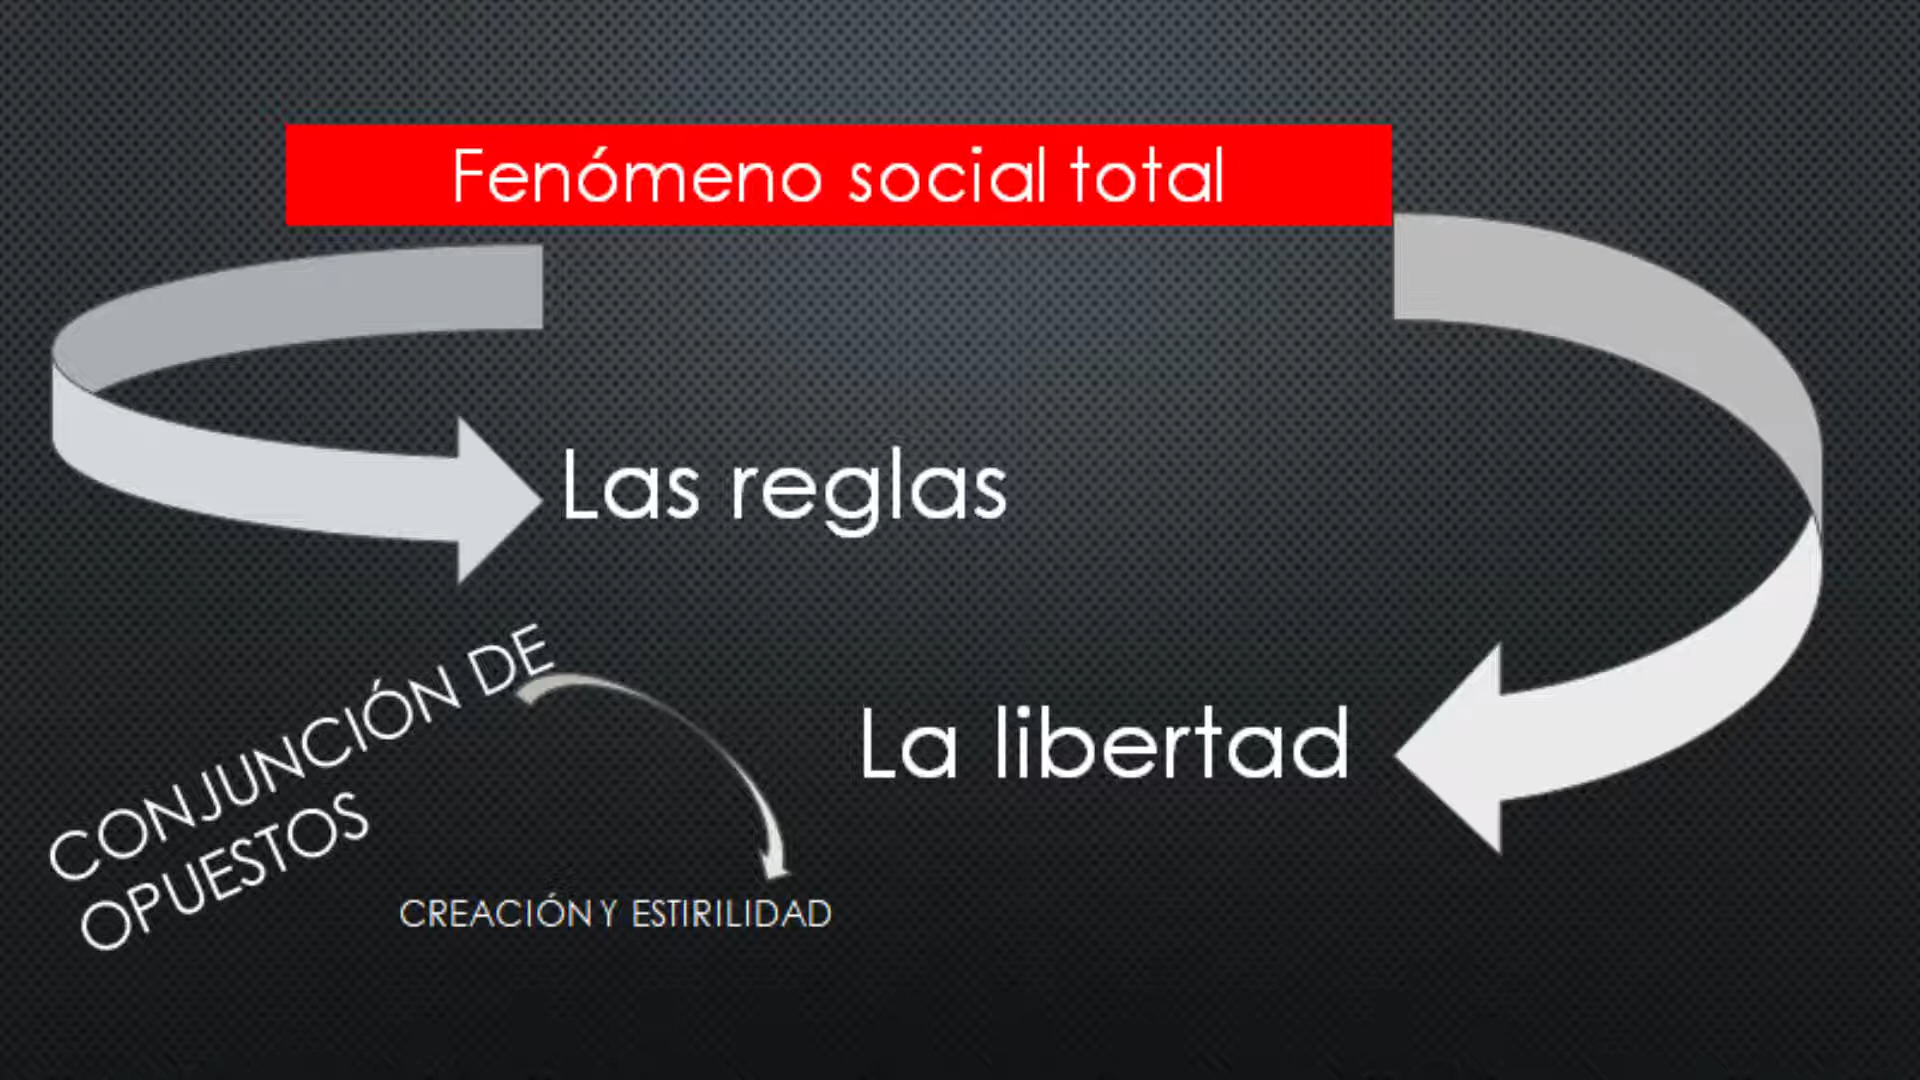 Fenómeno social total
Las reglas
La libertad
CONJUNCIÓN DE
OPUESTOS
CREACIÓN Y ESTIRILIDAD